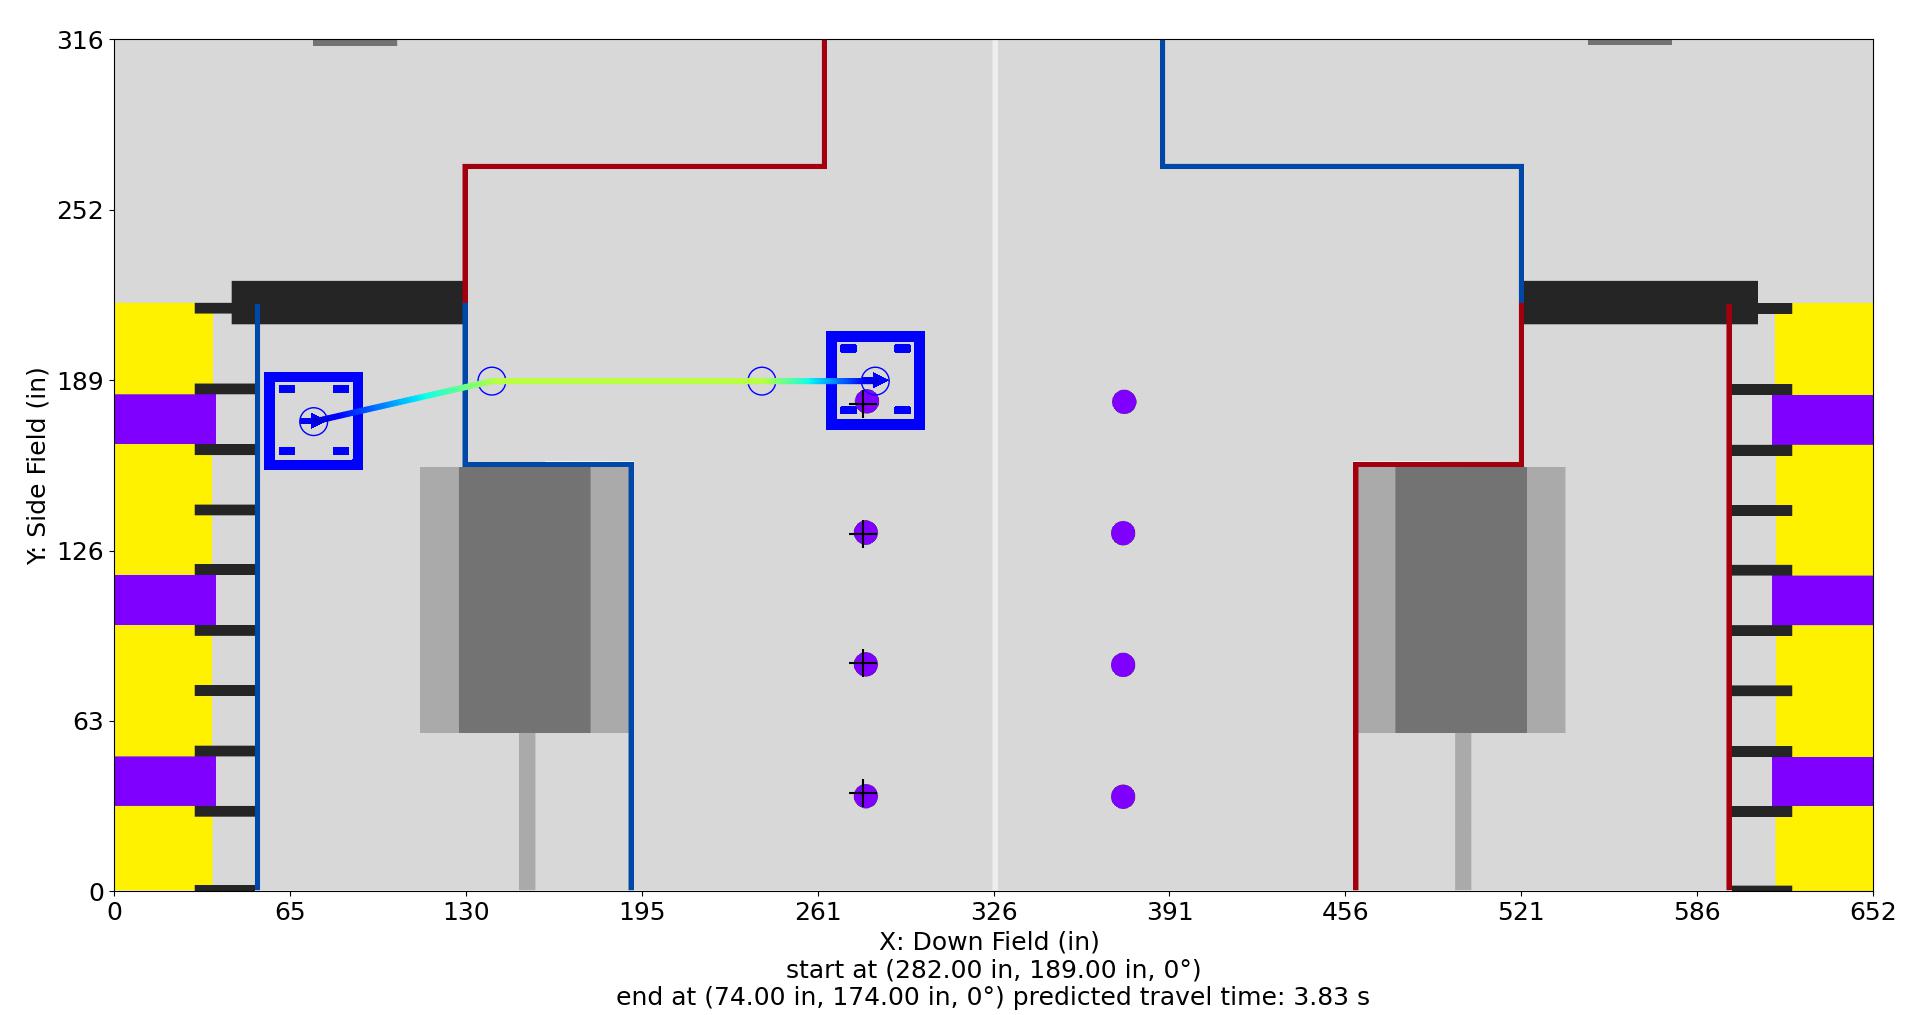 316
252
189
126
63
0
Y: Side Field (in)
0 65 130 195 261 326 391 456 521 586 652
X: Down Field (in)
start at (282.00 in, 189.00 in, 0°)
end at (74.00 in, 174.00 in, 0°) predicted travel time: 3.83 s